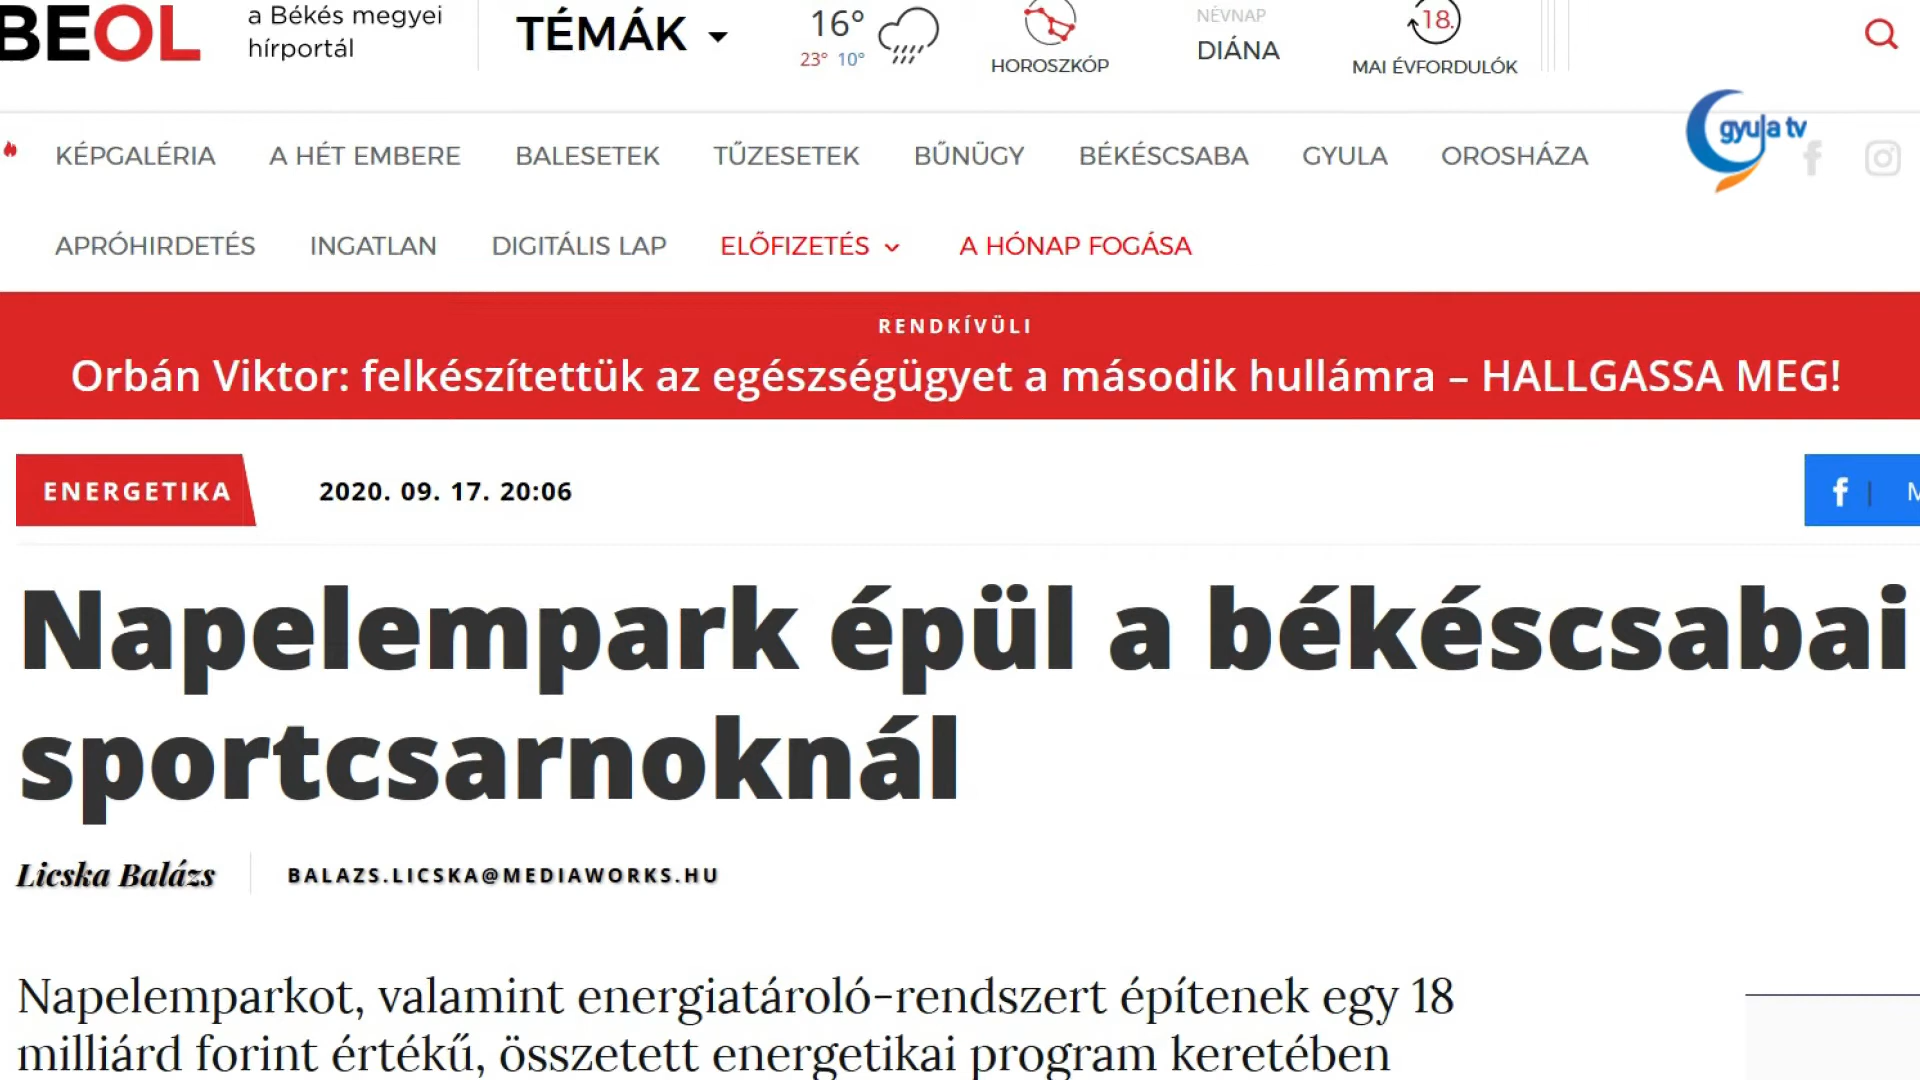 BEOL
a Békés megyei
hírportál
TÉMÁK
16°
23° 10°
HOROSZKÓP
NÉVNAP
DIÁNA
18.
MAI ÉVFORDULÓK
gyula tv
KÉPGALÉRIA A HÉT EMBERE BALESETEK TŰZESETEK BŰNÜGY BÉKÉSCSABA GYULA OROSHÁZA
APRÓHIRDETÉS INGATLAN DIGITÁLIS LAP ELŐFIZETÉS A HÓNAP FOGÁSA
RENDKÍVÜLI
Orbán Viktor: felkészítettük az egészségügyet a második hullámra – HALLGASSA MEG!
ENERGETIKA 2020. 09. 17. 20:06
Napelempark épül a békéscsabai
sportcsarnoknál
Licska Balázs BALAZS.LICSKA@MEDIAWORKS.HU
Napelemparkot, valamint energiatároló-rendszert építenek egy 18
milliárd forint értékű, összetett energetikai program keretében